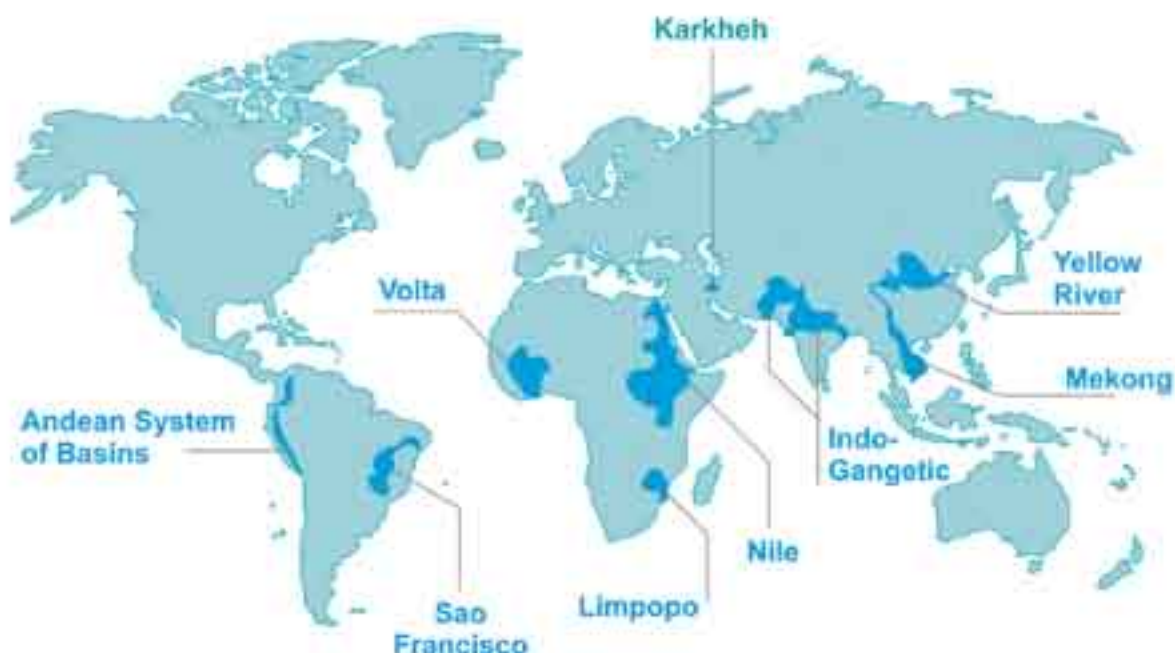 Karkheh
Volta
Yellow
River
Mekong
Andean System
of Basins
Indo-
Gangetic
Nile
Limpopo
Sao
Francisco